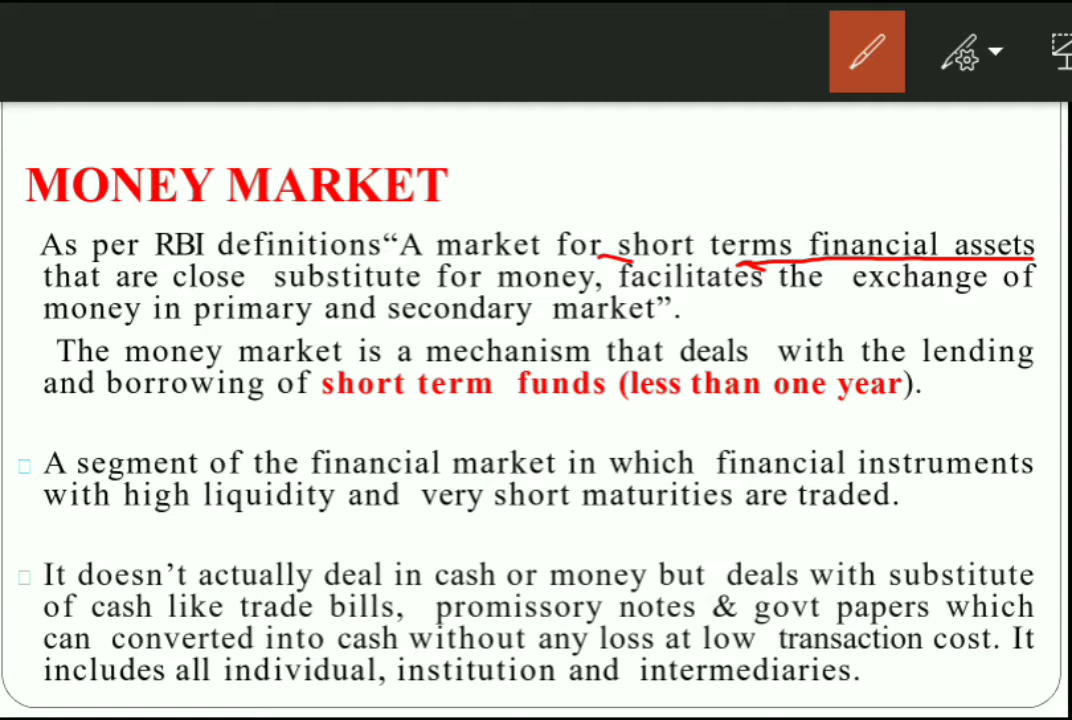 MONEY MARKET
As per RBI definitions“A market for short terms financial assets
that are close substitute for money, facilitates the exchange of
money in primary and secondary market”.
The money market is a mechanism that deals with the lending
and borrowing of short term funds (less than one year).
A segment of the financial market in which financial instruments
with high liquidity and very short maturities are traded.
It doesn’t actually deal in cash or money but deals with substitute
of cash like trade bills, promissory notes & govt papers which
can converted into cash without any loss at low transaction cost. It
includes all individual, institution and intermediaries.